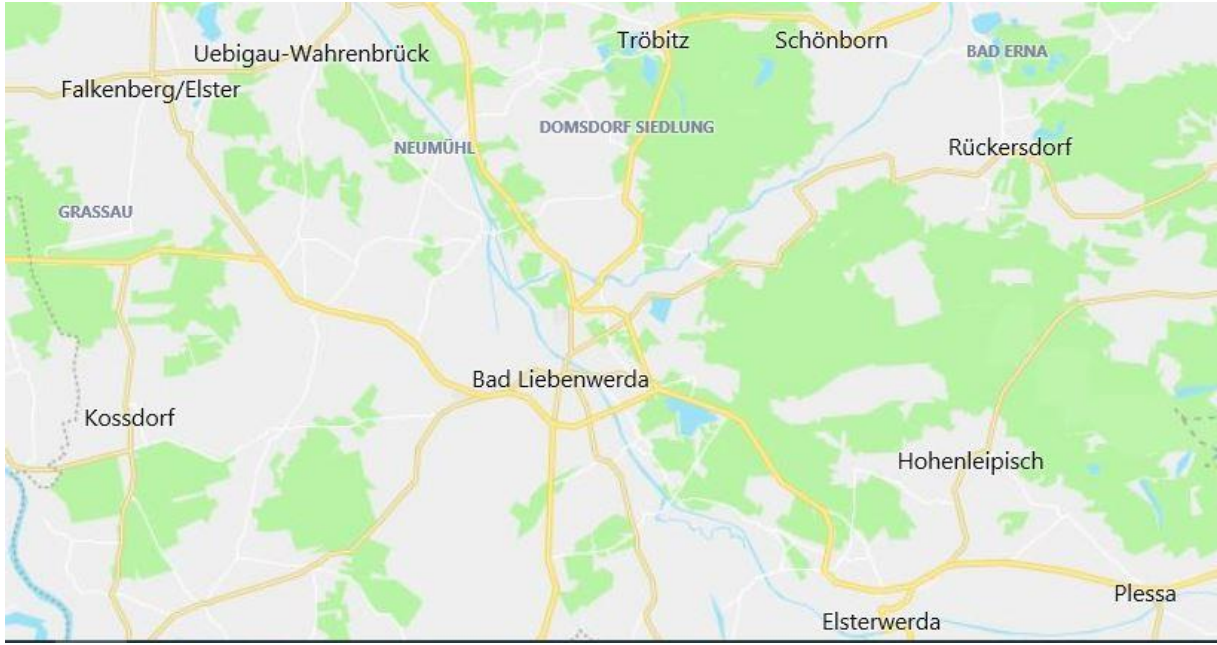 Tröbitz
Schönborn
Uebigau-Wahrenbrück
BAD ERNA
Falkenberg/Elster
DOMSDORF SIEDLUNG
NEUMÜHL
Rückersdorf
GRASSAU
Bad Liebenwerda
Kossdorf
Hohenleipisch
Plessa
Elsterwerda